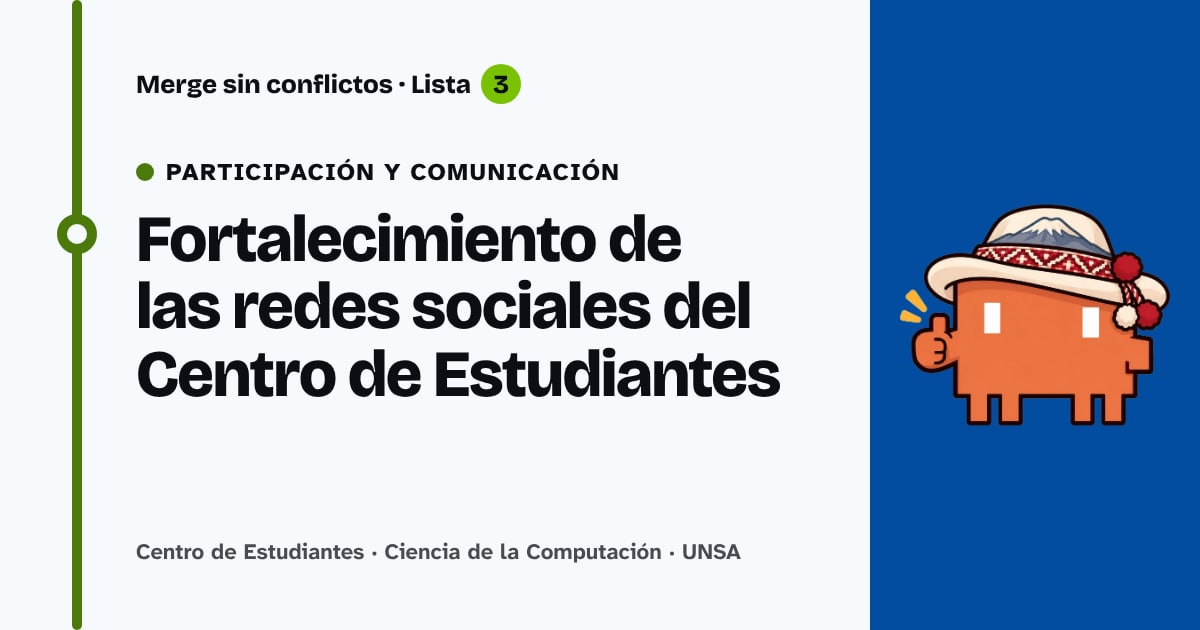 Merge sin conflictos · Lista 3
PARTICIPACIÓN Y COMUNICACIÓN
Fortalecimiento de
las redes sociales del
Centro de Estudiantes
Centro de Estudiantes · Ciencia de la Computación · UNSA